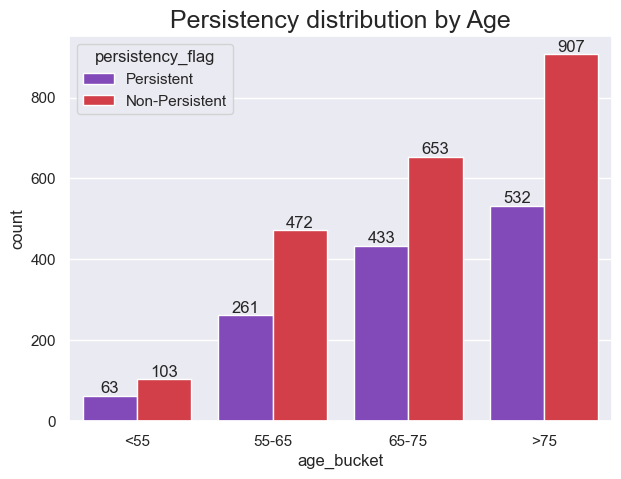 Persistency distribution by Age
persistency_flag
Persistent
Non-Persistent
907
653
532
472
433
261
103
63
800
600
400
200
0
count
<55
55-65
65-75
>75
age_bucket